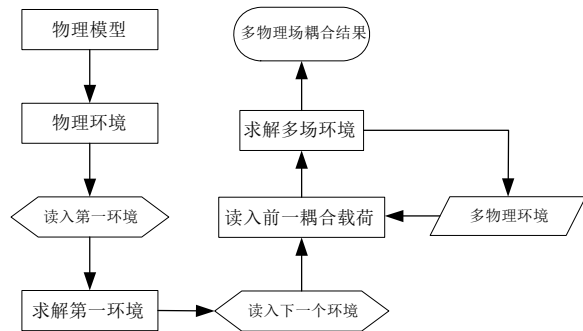 物理模型
物理环境
读入第一环境
求解第一环境
读入下一个环境
读入前一耦合载荷
求解多场环境
多物理环境
多物理场耦合结果